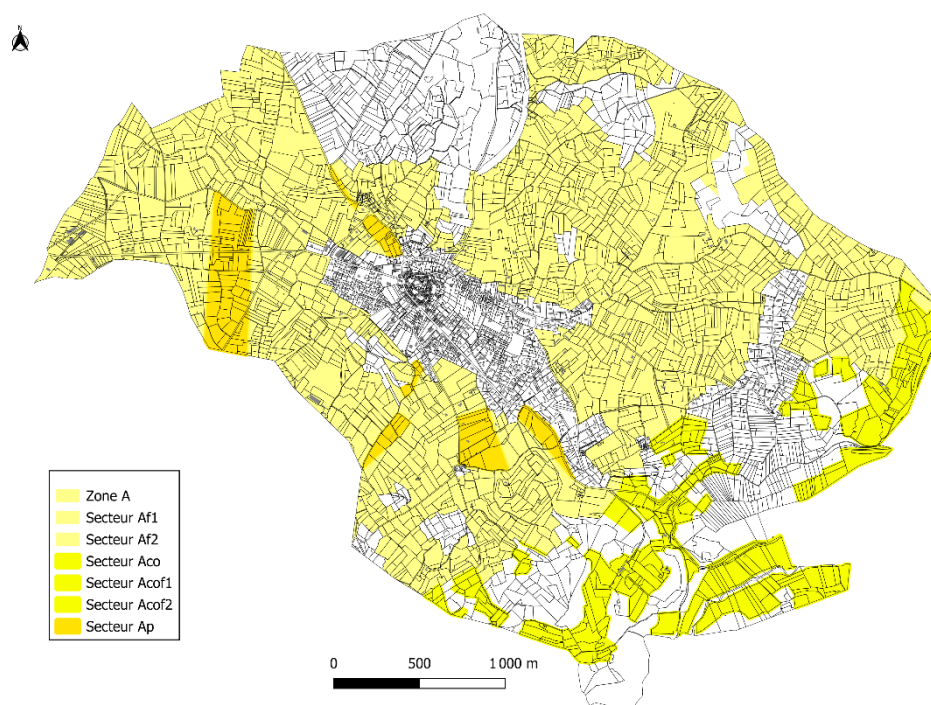 N
Zone A
Secteur Af1
Secteur Af2
Secteur Aco
Secteur Acof1
Secteur Acof2
Secteur Ap
0 500 1 000 m